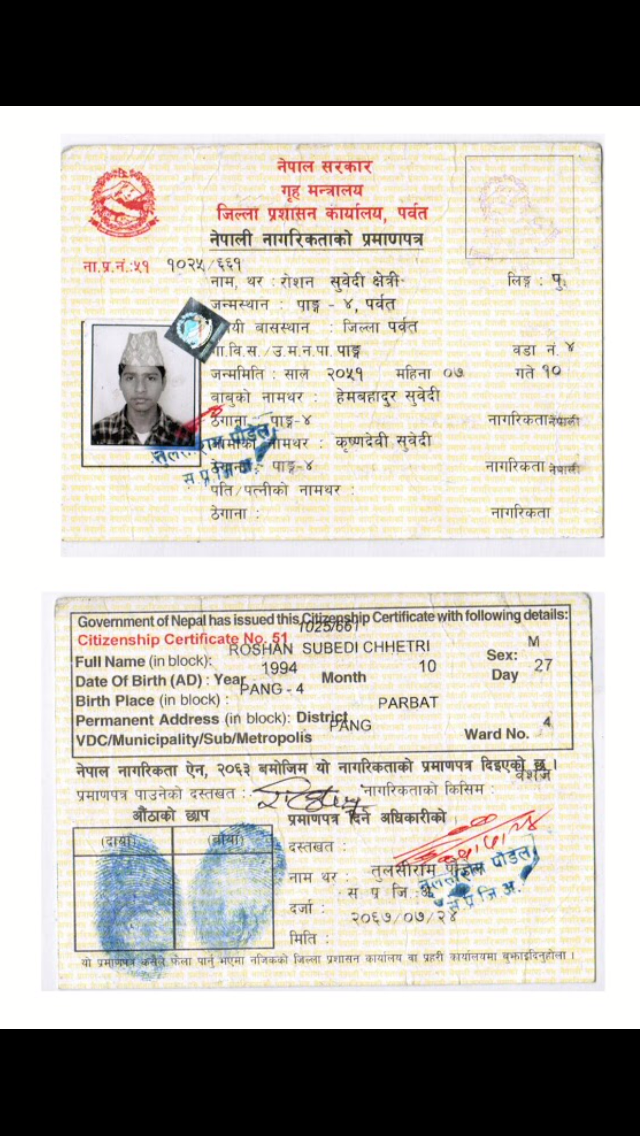 नेपाल सरकार
गृह मन्त्रालय
जिल्ला प्रशासन कार्यालय, पर्वत
नेपाली नागरिकताको प्रमाणपत्र
ना.प्र.नं.:५१ १०२५/६६१
नाम, थर : रोशन सुवेदी क्षेत्री लिङ्ग : पु.
जन्मस्थान : पाङ्ग - ४, पर्वत
यी बासस्थान : जिल्ला पर्वत
गा.वि.स./उ.म.न.पा. पाङ्ग वडा नं. ४
जन्ममिति : साल २०५१ महिना ०७ गते १०
बाबुको नामथर : हेमबहादुर सुवेदी
ठेगाना पाङ्ग-४ नागरिकता नेपाली
नामथर : कृष्णदेवी सुवेदी
ठेगाना : पाङ्ग-४ नागरिकता नेपाली
पति/पत्नीको नामथर :
ठेगाना : नागरिकता
तुलसीराम पौडेल
स प्र जि अ
Government of Nepal has issued this Citizenship Certificate with following details:
Citizenship Certificate No. 51 1025/661
Full Name (in block): ROSHAN SUBEDI CHHETRI Sex: M
Date Of Birth (AD) : Year 1994 Month 10 Day 27
Birth Place (in block) : PANG - 4
Permanent Address (in block): District PARBAT
VDC/Municipality/Sub/Metropolis PANG Ward No. 4
नेपाल नागरिकता ऐन, २०६३ बमोजिम यो नागरिकताको प्रमाणपत्र दिइएको छ ।
प्रमाणपत्र पाउनेको दस्तखत : नागरिकताको किसिम : वंशज
औंठाको छाप प्रमाणपत्र दिने अधिकारीको
(दायाँ) (बायाँ)
दस्तखत :
नाम थर : तुलसीराम पौडेल
दर्जा : स प्र जि अ
मिति : २०६७/०७/२४
तुलसीराम पौडेल
स प्र जि अ.
यो प्रमाणपत्र कसैले फेला पार्नु भएमा नजिकको जिल्ला प्रशासन कार्यालय वा प्रहरी कार्यालयमा बुझाईदिनुहोला ।